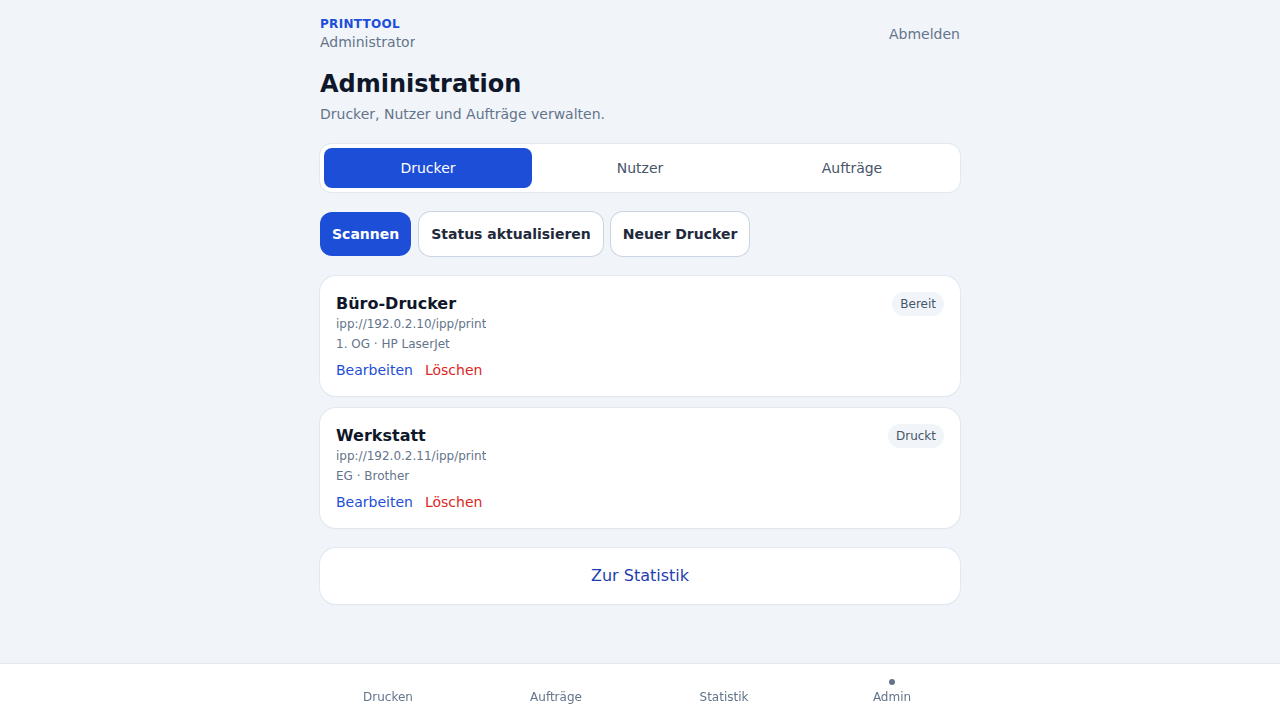 PRINTTOOL
Administrator
Abmelden
Administration
Drucker, Nutzer und Aufträge verwalten.
Drucker
Nutzer
Aufträge
Scannen
Status aktualisieren
Neuer Drucker
Büro-Drucker
Bereit
ipp://192.0.2.10/ipp/print
1. OG · HP LaserJet
Bearbeiten Löschen
Werkstatt
Druckt
ipp://192.0.2.11/ipp/print
EG · Brother
Bearbeiten Löschen
Zur Statistik
Drucken
Aufträge
Statistik
Admin